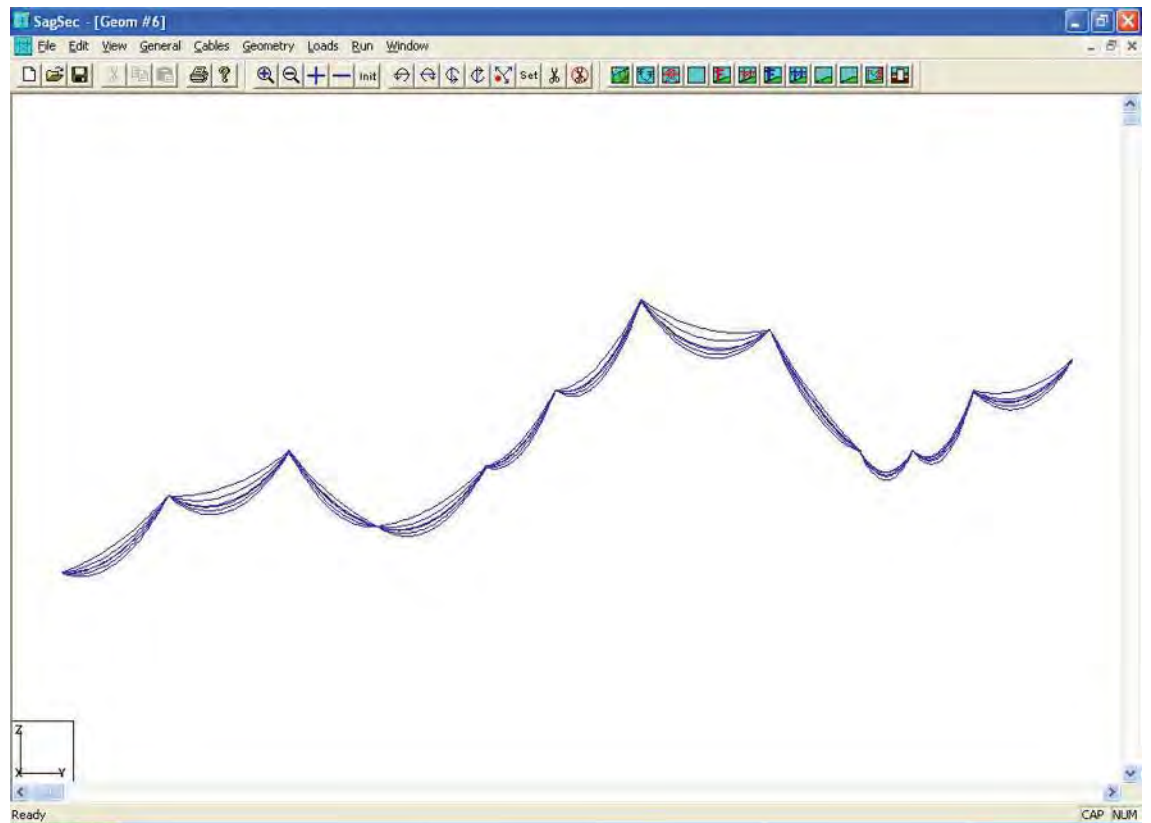 SagSec - [Geom #6]
File Edit View General Cables Geometry Loads Run Window
Init Set
Z
X Y
Ready CAP NUM